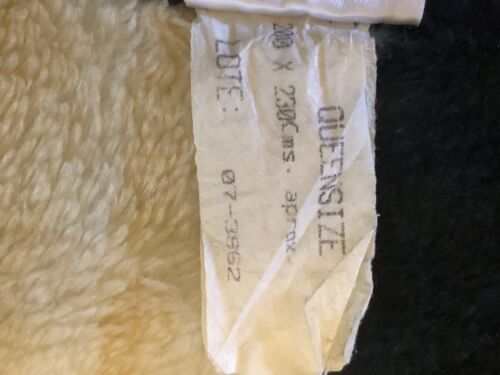 QUEENSIZE
200 X 230Cms. aprox.
LOTE: 07-3862